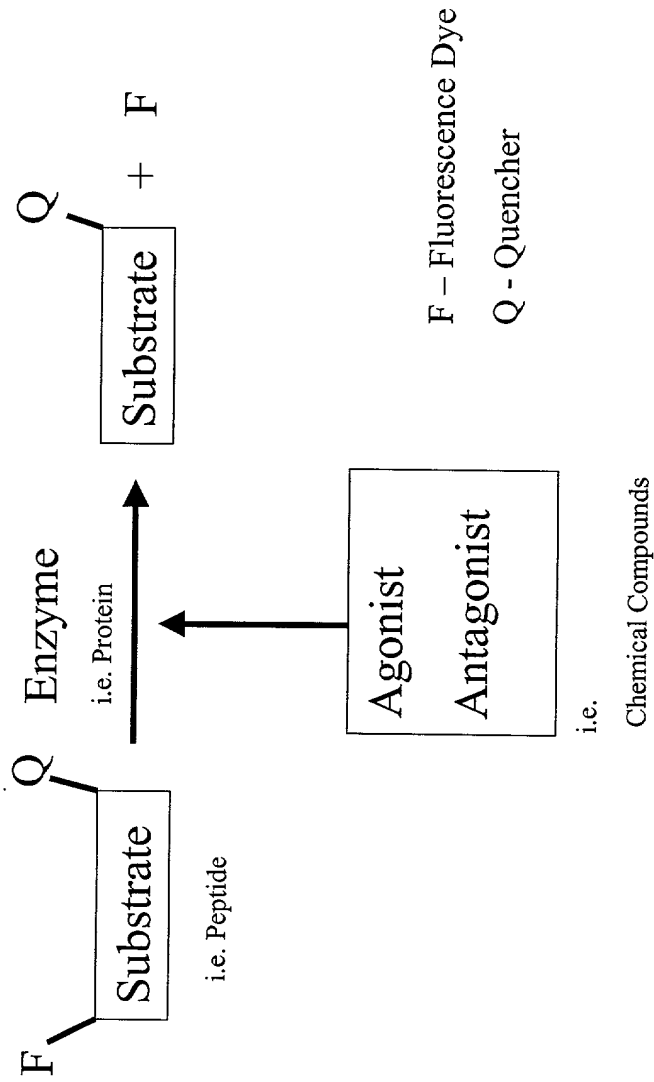 F
Q
Substrate
i.e. Peptide
Enzyme
i.e. Protein
Q
Substrate + F
Agonist
Antagonist
i.e.
Chemical Compounds
F – Fluorescence Dye
Q - Quencher